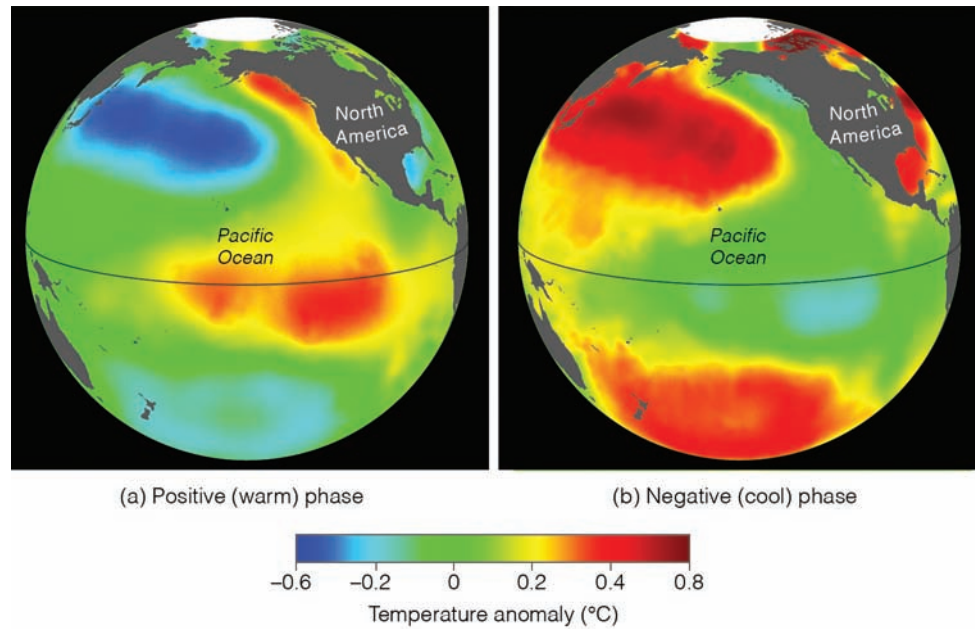 North
America
Pacific
Ocean
North
America
Pacific
Ocean
(a) Positive (warm) phase
(b) Negative (cool) phase
–0.6 –0.2 0 0.2 0.4 0.8
Temperature anomaly (°C)